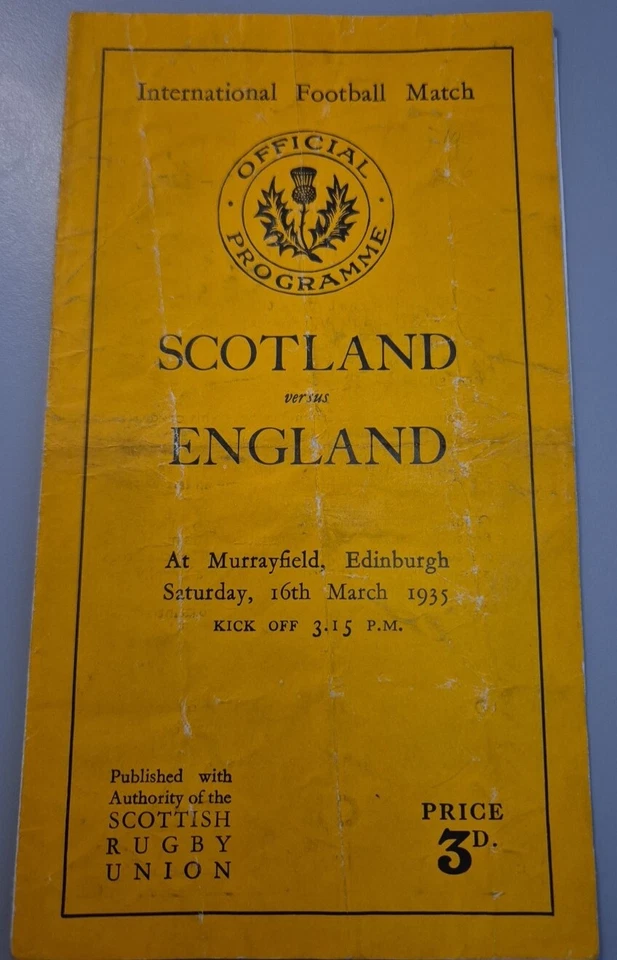 International Football Match
OFFICIAL
PROGRAMME
SCOTLAND
versus
ENGLAND
At Murrayfield, Edinburgh
Saturday, 16th March 1935
KICK OFF 3.15 P.M.
Published with
Authority of the
SCOTTISH
RUGBY
UNION
PRICE
3D.